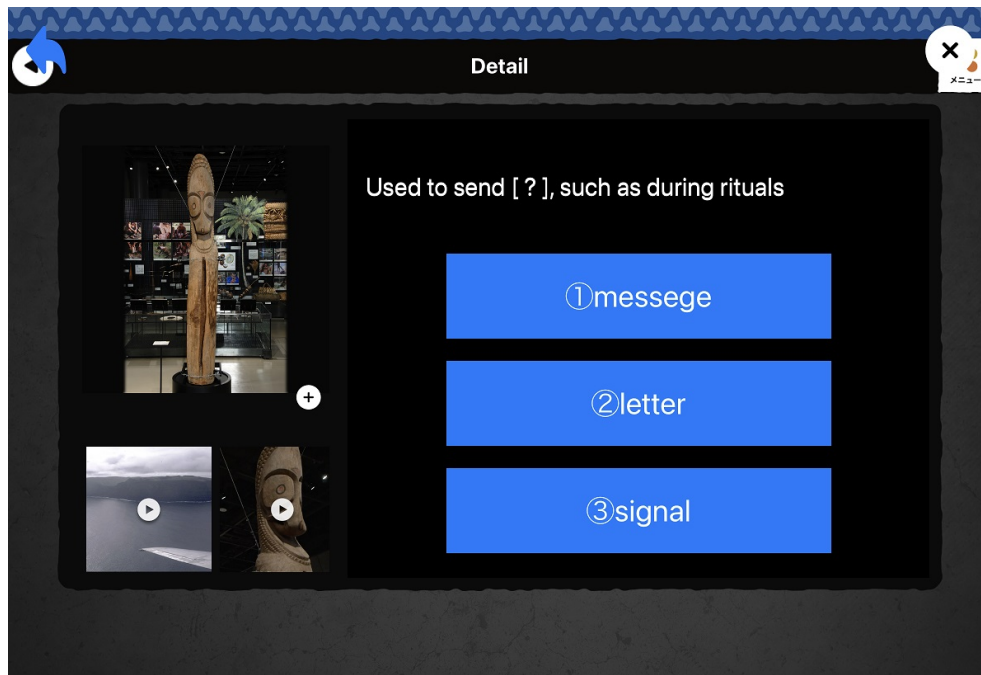 Detail
メニュー
Used to send [ ? ], such as during rituals
①messege
②letter
③signal